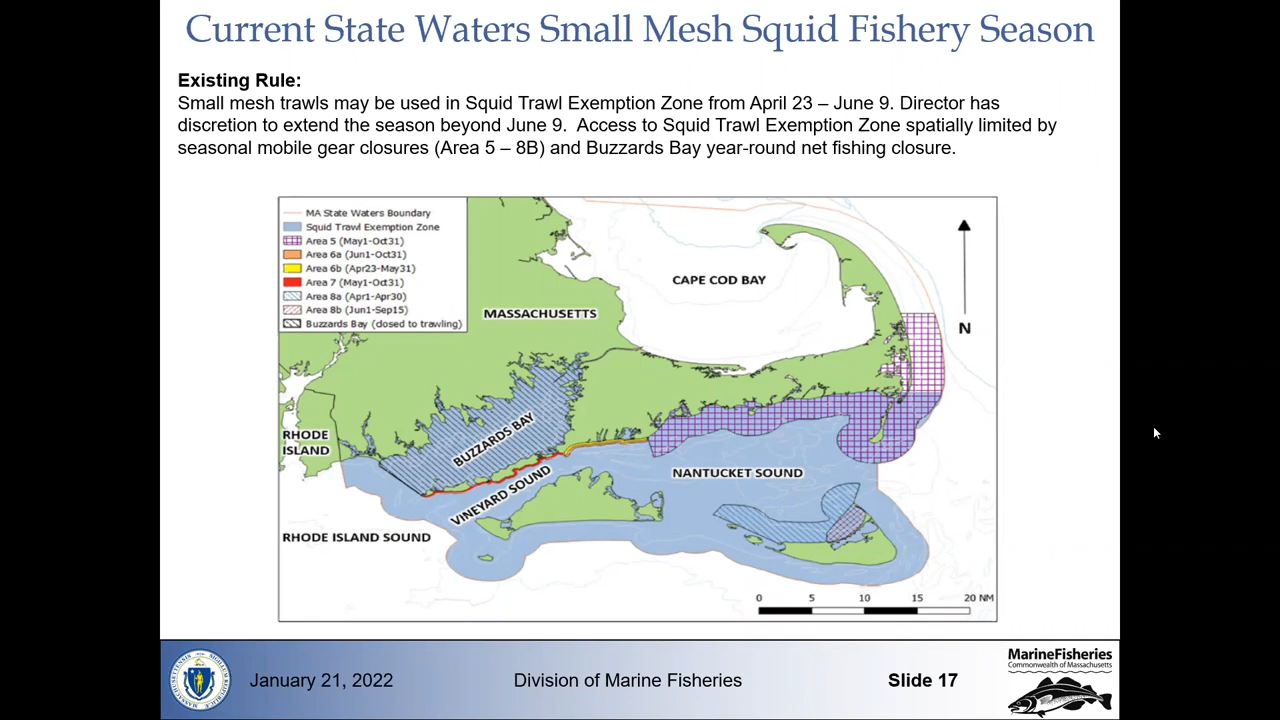 Current State Waters Small Mesh Squid Fishery Season
Existing Rule:
Small mesh trawls may be used in Squid Trawl Exemption Zone from April 23 – June 9. Director has
discretion to extend the season beyond June 9.  Access to Squid Trawl Exemption Zone spatially limited by
seasonal mobile gear closures (Area 5 – 8B) and Buzzards Bay year-round net fishing closure.
MA State Waters Boundary
Squid Trawl Exemption Zone
Area 5 (May1-Oct31)
Area 6a (Jun1-Oct31)
Area 6b (Apr23-May31)
Area 7 (May1-Oct31)
Area 8a (Apr1-Apr30)
Area 8b (Jun1-Sep15)
Buzzards Bay (closed to trawling)
CAPE COD BAY
MASSACHUSETTS
N
RHODE
ISLAND
BUZZARDS BAY
VINEYARD SOUND
NANTUCKET SOUND
RHODE ISLAND SOUND
0 5 10 15 20 NM
January 21, 2022
Division of Marine Fisheries
Slide 17
MarineFisheries
Commonwealth of Massachusetts